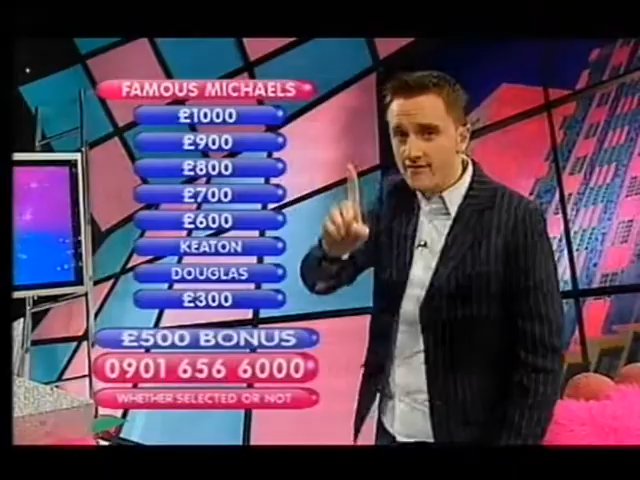 FAMOUS MICHAELS
£1000
£900
£800
£700
£600
KEATON
DOUGLAS
£300
£500 BONUS
0901 656 6000
WHETHER SELECTED OR NOT